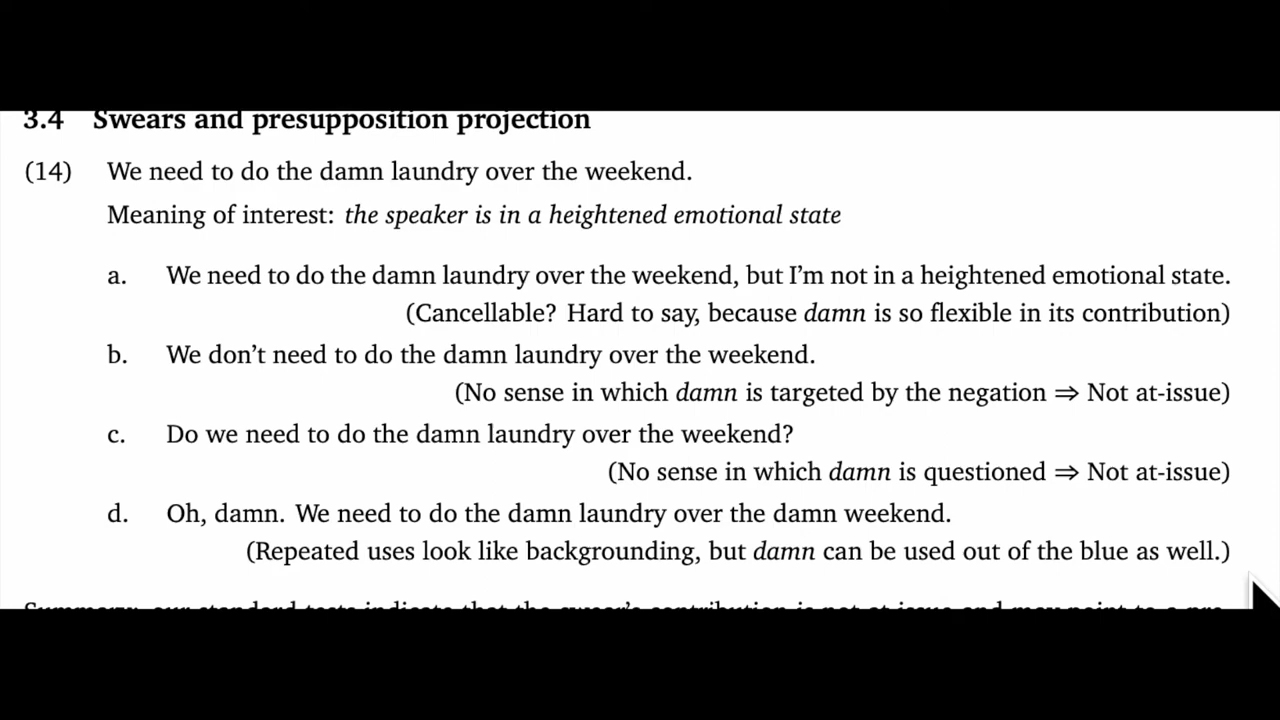 3.4 Swears and presupposition projection
(14) We need to do the damn laundry over the weekend.
Meaning of interest: the speaker is in a heightened emotional state
a. We need to do the damn laundry over the weekend, but I'm not in a heightened emotional state.
(Cancellable? Hard to say, because damn is so flexible in its contribution)
b. We don't need to do the damn laundry over the weekend.
(No sense in which damn is targeted by the negation ⇒ Not at-issue)
c. Do we need to do the damn laundry over the weekend?
(No sense in which damn is questioned ⇒ Not at-issue)
d. Oh, damn. We need to do the damn laundry over the damn weekend.
(Repeated uses look like backgrounding, but damn can be used out of the blue as well.)